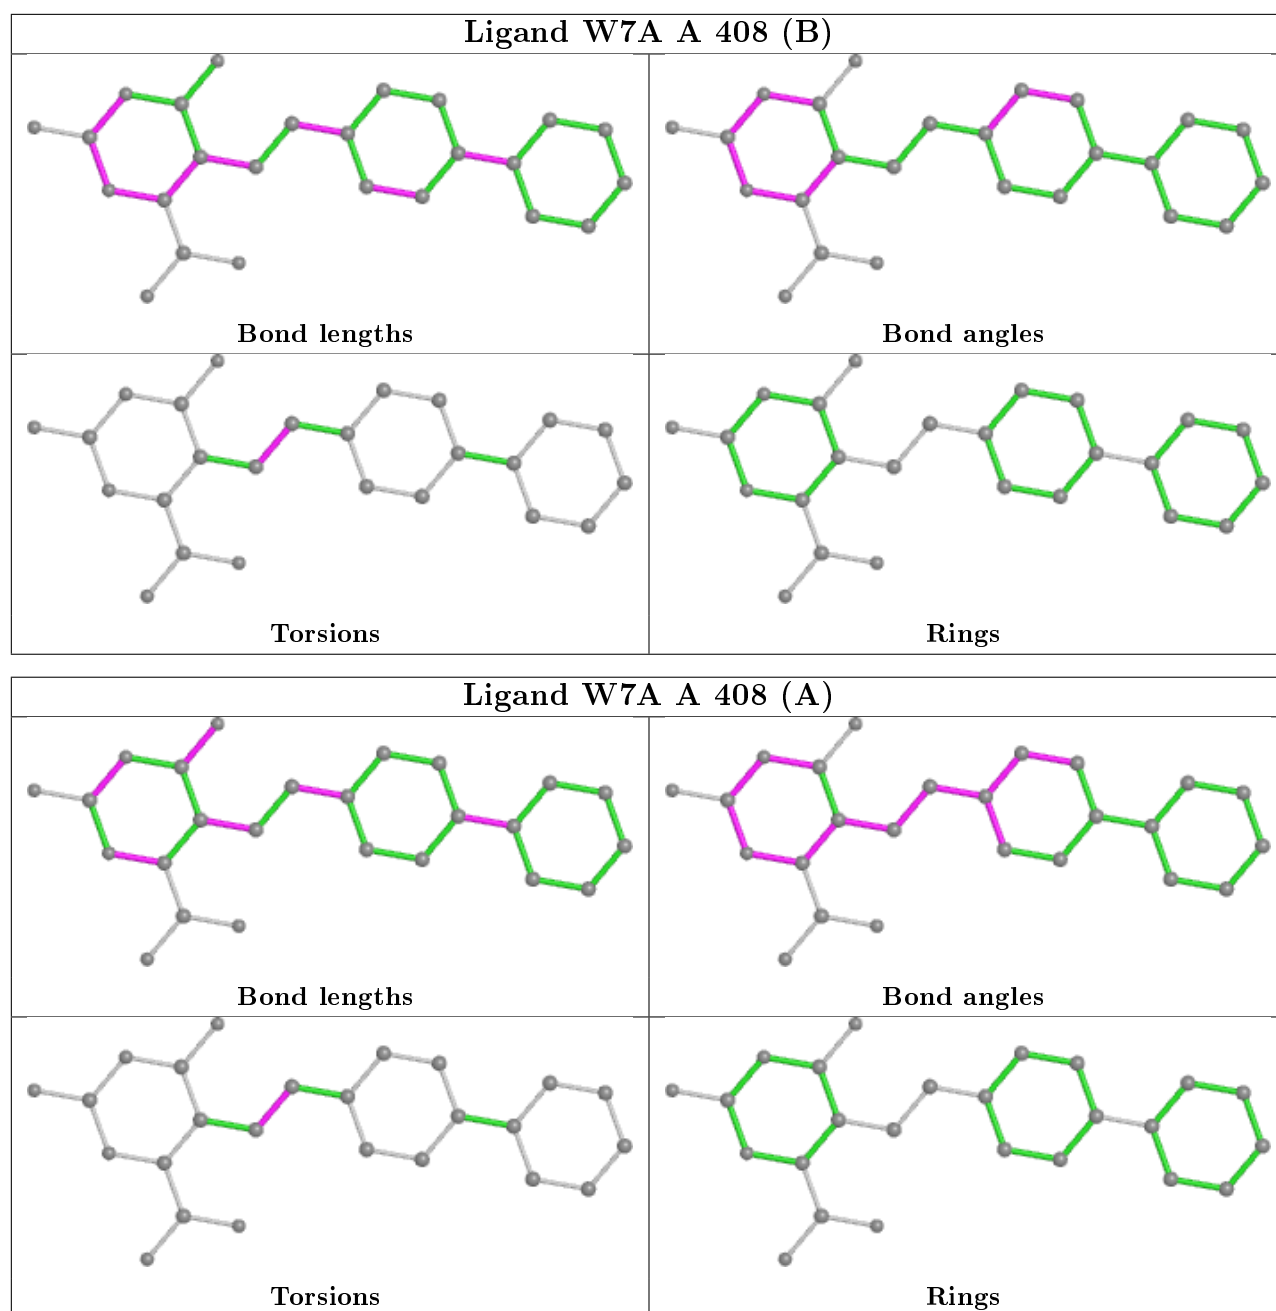 Ligand W7A A 408 (B)
Bond lengths
Bond angles
Torsions
Rings
Ligand W7A A 408 (A)
Bond lengths
Bond angles
Torsions
Rings